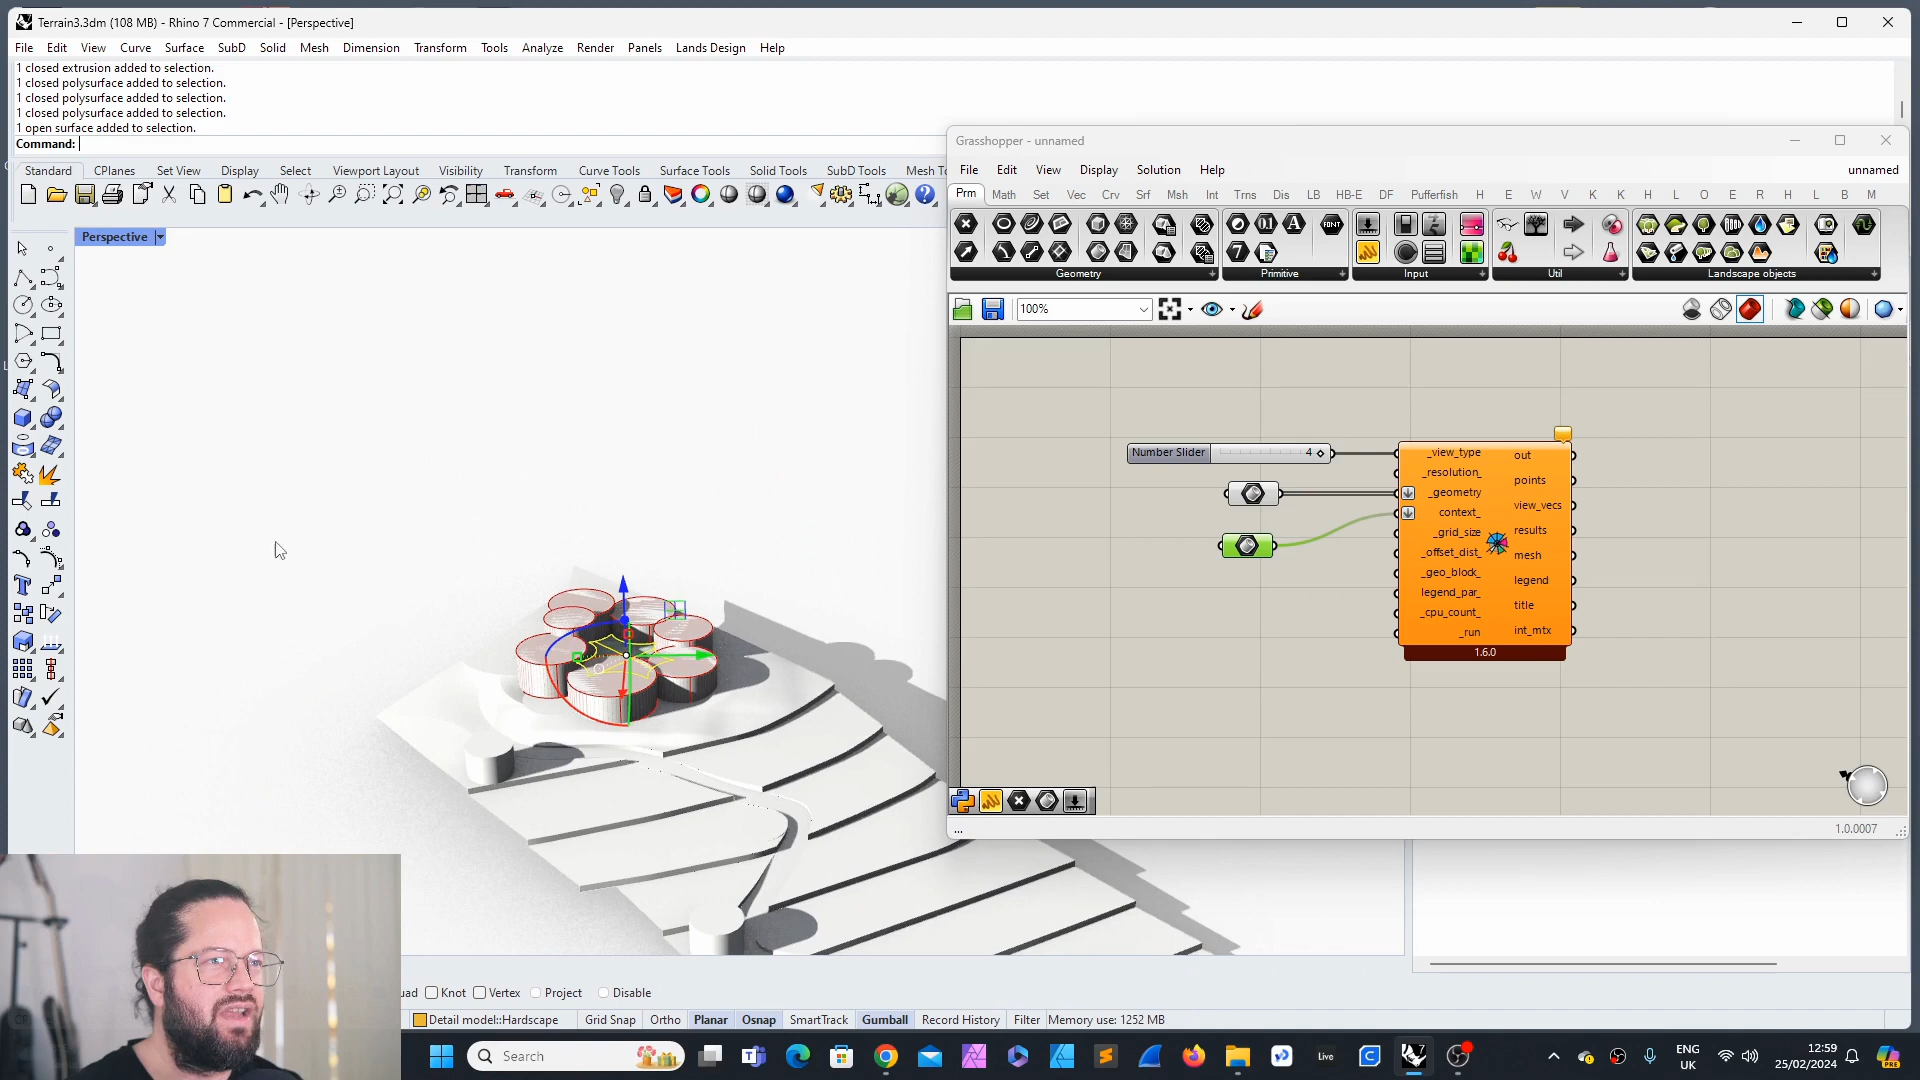 Terrain3.3dm (108 MB) - Rhino 7 Commercial - [Perspective]
File Edit View Curve Surface SubD Solid Mesh Dimension Transform Tools Analyze Render Panels Lands Design Help
1 closed extrusion added to selection.
1 closed polysurface added to selection.
1 closed polysurface added to selection.
1 closed polysurface added to selection.
1 open surface added to selection.
Command:
Standard CPlanes Set View Display Select Viewport Layout Visibility Transform Curve Tools Surface Tools Solid Tools SubD Tools Mesh To
Perspective
Grasshopper - unnamed
File Edit View Display Solution Help
unnamed
Prm Math Set Vec Crv Srf Msh Int Trns Dis LB HB-E DF Pufferfish H E W V K K H L O E R H L B M
Geometry Primitive Input Util Landscape objects
100%
Number Slider 4
_view_type
_resolution_
_geometry
context_
_grid_size
_offset_dist_
_geo_block_
legend_par_
_cpu_count_
_run
out
points
view_vecs
results
mesh
legend
title
int_mtx
1.6.0
...
1.0.0007
uad Knot Vertex Project Disable
Detail model::Hardscape Grid Snap Ortho Planar Osnap SmartTrack Gumball Record History Filter Memory use: 1252 MB
Search
Live
ENG
UK
12:59
25/02/2024
PRE